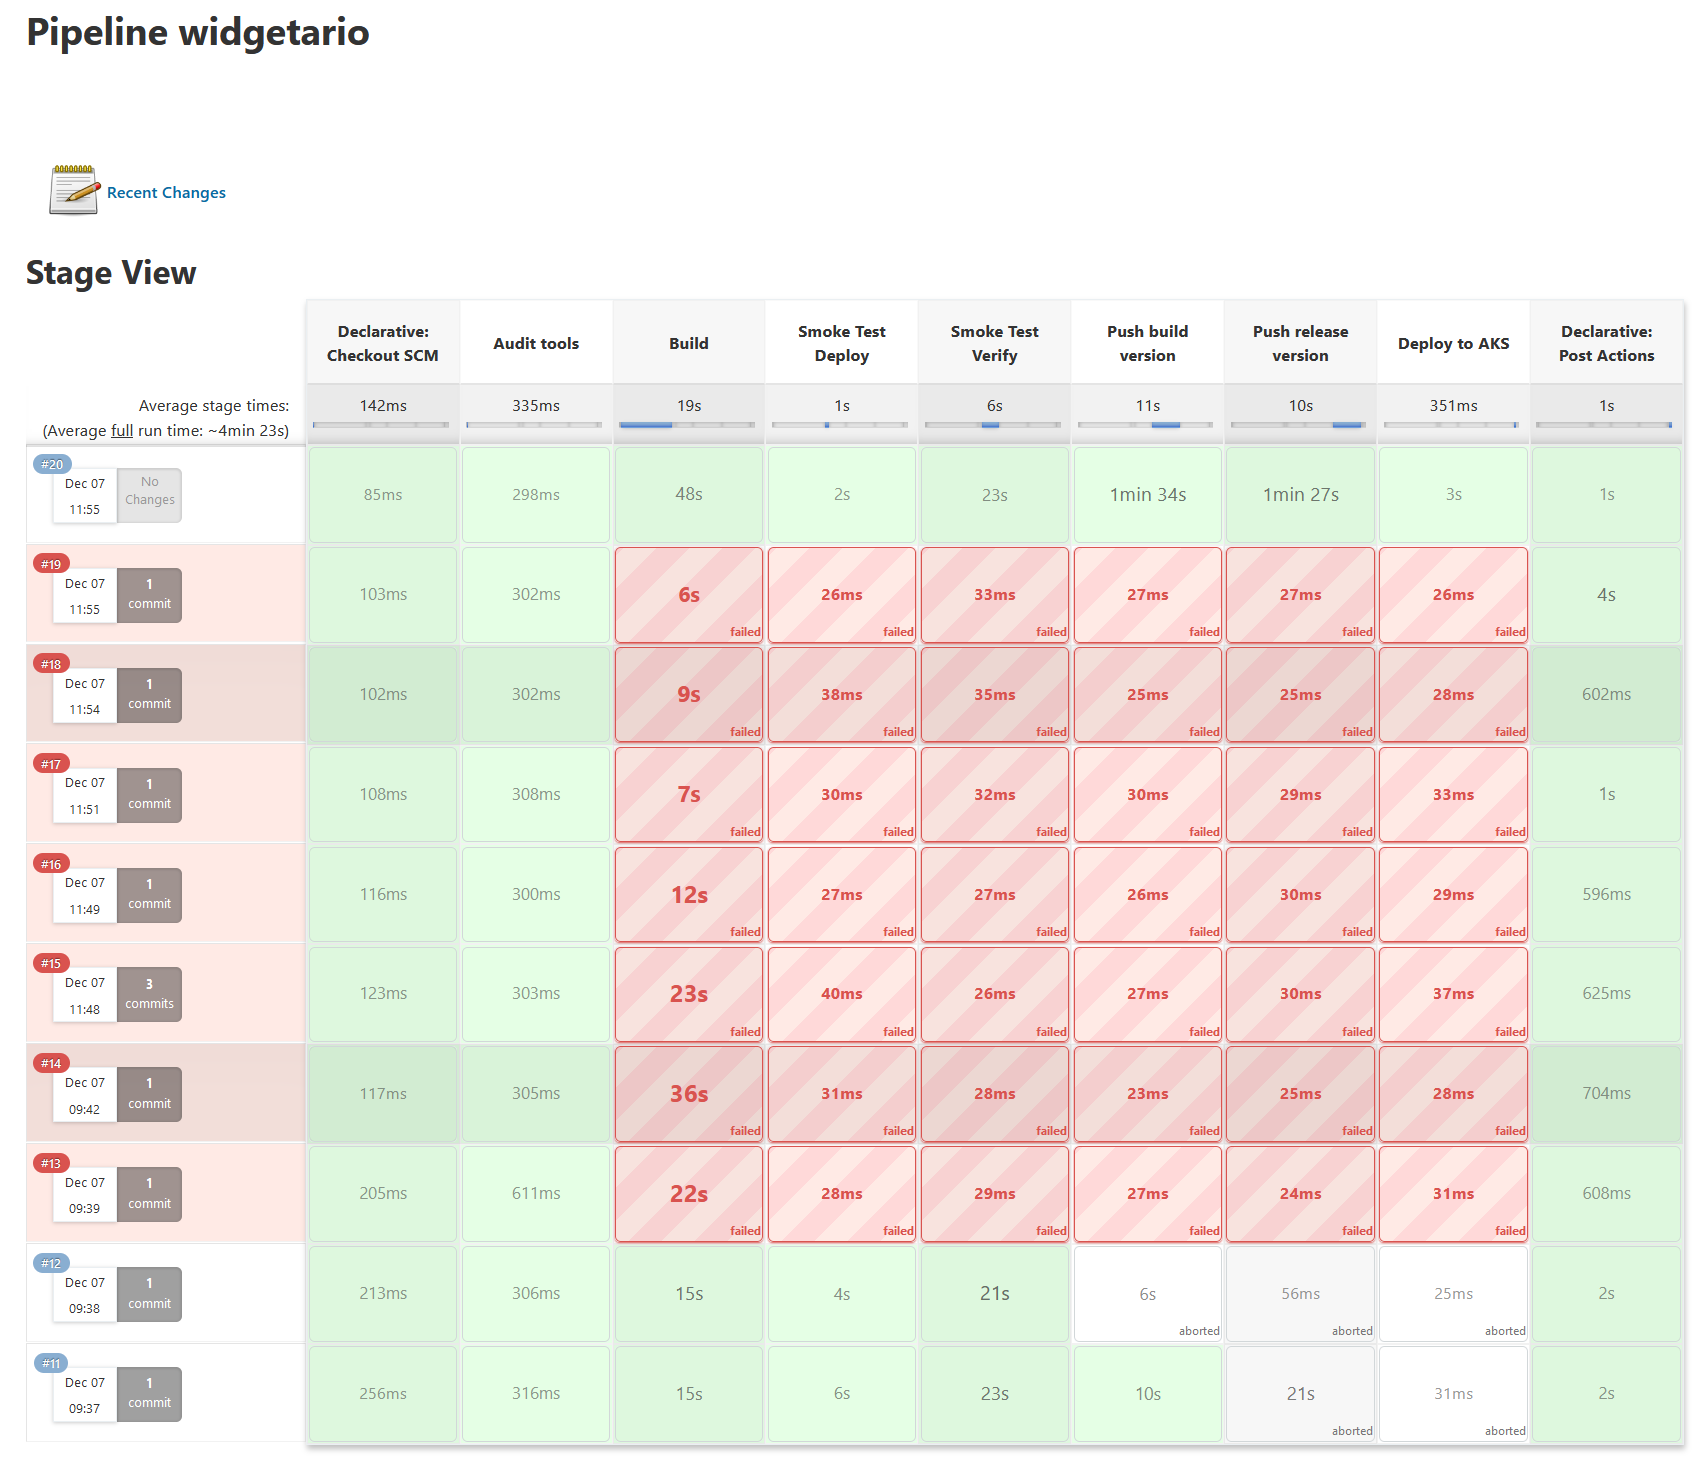 Pipeline widgetario
Recent Changes
Stage View
Declarative: Checkout SCM
Audit tools
Build
Smoke Test Deploy
Smoke Test Verify
Push build version
Push release version
Deploy to AKS
Declarative: Post Actions
Average stage times:
(Average full run time: ~4min 23s)
142ms 335ms 19s 1s 6s 11s 10s 351ms 1s
#20
Dec 07
11:55
No Changes
85ms 298ms 48s 2s 23s 1min 34s 1min 27s 3s 1s
#19
Dec 07
11:55
1 commit
103ms 302ms 6s 26ms 33ms 27ms 27ms 26ms 4s
failed failed failed failed failed failed
#18
Dec 07
11:54
1 commit
102ms 302ms 9s 38ms 35ms 25ms 25ms 28ms 602ms
failed failed failed failed failed failed
#17
Dec 07
11:51
1 commit
108ms 308ms 7s 30ms 32ms 30ms 29ms 33ms 1s
failed failed failed failed failed failed
#16
Dec 07
11:49
1 commit
116ms 300ms 12s 27ms 27ms 26ms 30ms 29ms 596ms
failed failed failed failed failed failed
#15
Dec 07
11:48
3 commits
123ms 303ms 23s 40ms 26ms 27ms 30ms 37ms 625ms
failed failed failed failed failed failed
#14
Dec 07
09:42
1 commit
117ms 305ms 36s 31ms 28ms 23ms 25ms 28ms 704ms
failed failed failed failed failed failed
#13
Dec 07
09:39
1 commit
205ms 611ms 22s 28ms 29ms 27ms 24ms 31ms 608ms
failed failed failed failed failed failed
#12
Dec 07
09:38
1 commit
213ms 306ms 15s 4s 21s 6s 56ms 25ms 2s
aborted aborted aborted
#11
Dec 07
09:37
1 commit
256ms 316ms 15s 6s 23s 10s 21s 31ms 2s
aborted aborted